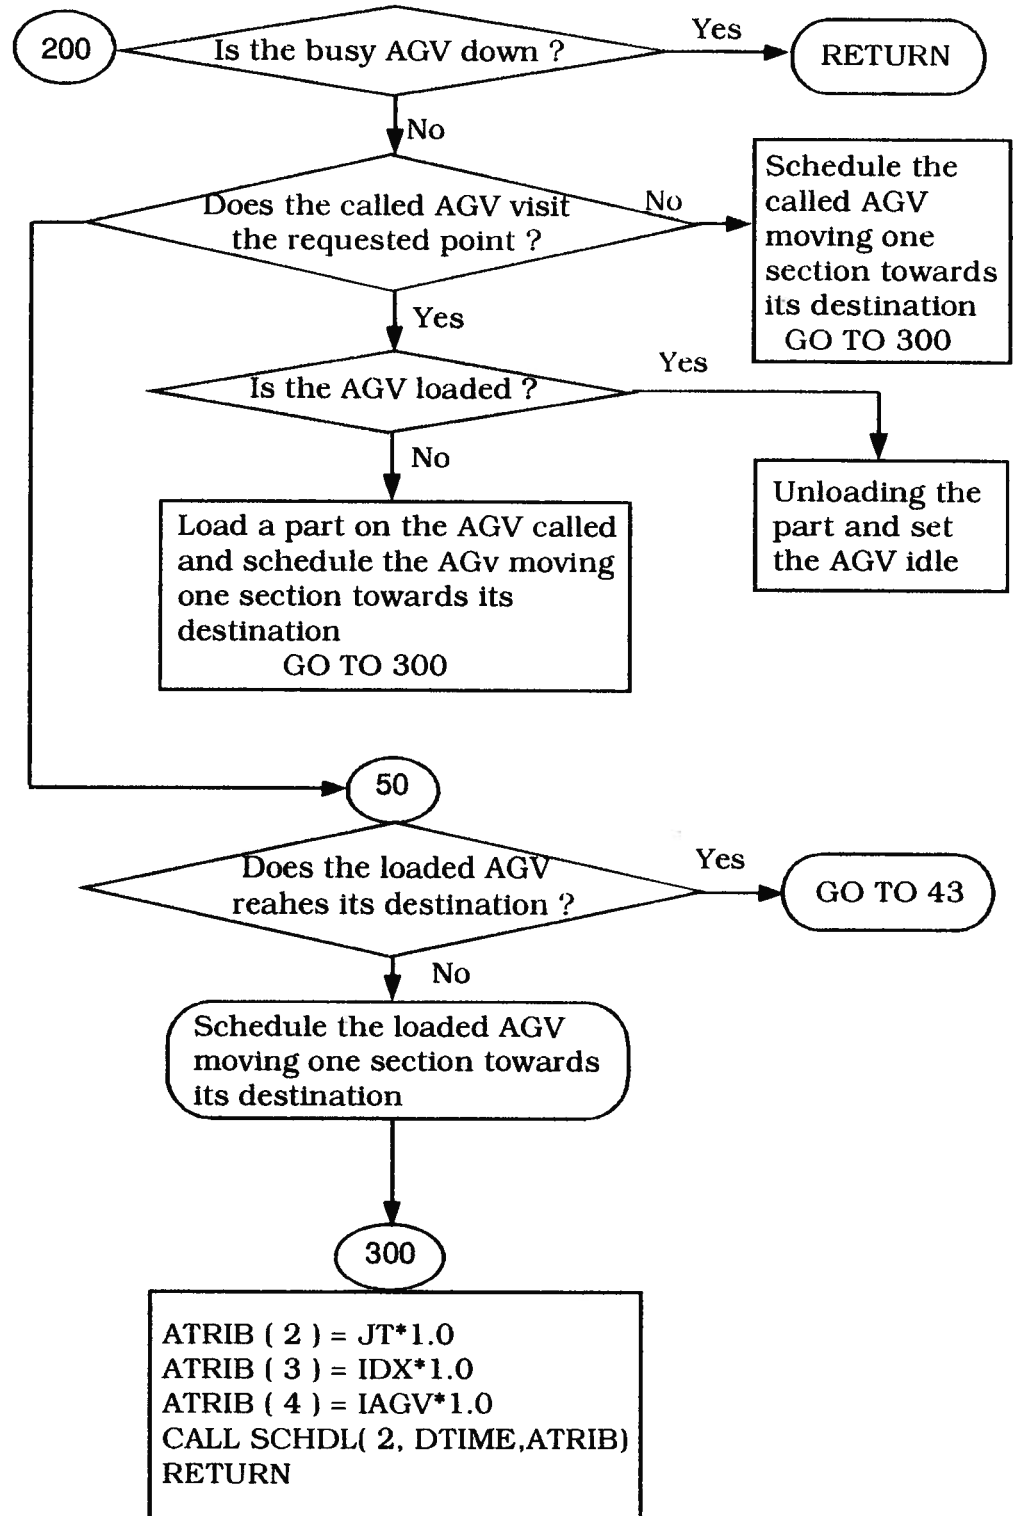 200
Is the busy AGV down ?
Yes
RETURN
No
Does the called AGV visit
the requested point ?
No
Schedule the
called AGV
moving one
section towards
its destination
GO TO 300
Yes
Is the AGV loaded ?
Yes
No
Unloading the
part and set
the AGV idle
Load a part on the AGV called
and schedule the AGv moving
one section towards its
destination
GO TO 300
50
Does the loaded AGV
reahes its destination ?
Yes
GO TO 43
No
Schedule the loaded AGV
moving one section towards
its destination
300
ATRIB ( 2 ) = JT*1.0
ATRIB ( 3 ) = IDX*1.0
ATRIB ( 4 ) = IAGV*1.0
CALL SCHDL( 2, DTIME,ATRIB)
RETURN